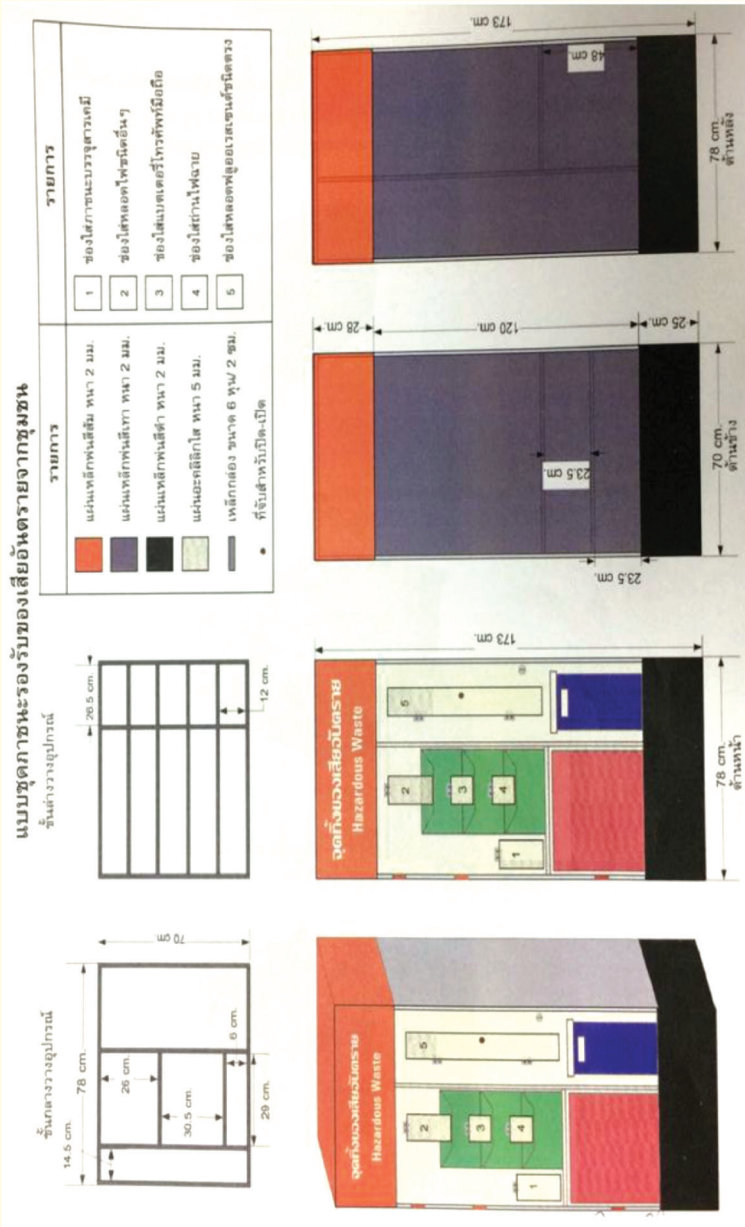 แบบชุดภาชนะรองรับของเสียอันตรายจากชุมชน
ชั้นกลางวางอุปกรณ์
78 cm.
14.5 cm.
26 cm.
30.5 cm.
6 cm.
29 cm.
70 cm.
ชั้นล่างวางอุปกรณ์
26.5 cm.
12 cm.
รายการ
แผ่นเหล็กพ่นสีส้ม หนา 2 มม.
แผ่นเหล็กพ่นสีเทา หนา 2 มม.
แผ่นเหล็กพ่นสีดำ หนา 2 มม.
แผ่นอะคลิลิกใส หนา 5 มม.
เหล็กกล่อง ขนาด 6 หุน/ 2 ซม.
ที่จับสำหรับปิด-เปิด
รายการ
1 ช่องใส่ภาชนะบรรจุสารเคมี
2 ช่องใส่หลอดไฟชนิดอื่นๆ
3 ช่องใส่แบตเตอรี่โทรศัพท์มือถือ
4 ช่องใส่ถ่านไฟฉาย
5 ช่องใส่หลอดฟลูออเรสเซนต์ชนิดตรง
จุดทิ้งของเสียอันตราย
Hazardous Waste
1
2
3
4
5
จุดทิ้งของเสียอันตราย
Hazardous Waste
1
2
3
4
5
173 cm.
78 cm.
ด้านหน้า
28 cm.
120 cm.
25 cm.
23.5 cm.
23.5 cm.
70 cm.
ด้านข้าง
173 cm.
48 cm.
78 cm.
ด้านหลัง